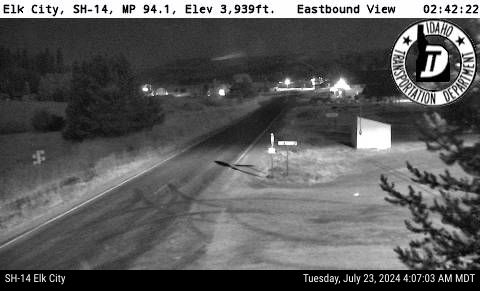 Elk City, SH-14, MP 94.1, Elev 3,939ft. Eastbound View 02:42:22
IDAHO
TRANSPORTATION DEPARTMENT
SH-14 Elk City Tuesday, July 23, 2024 4:07:03 AM MDT